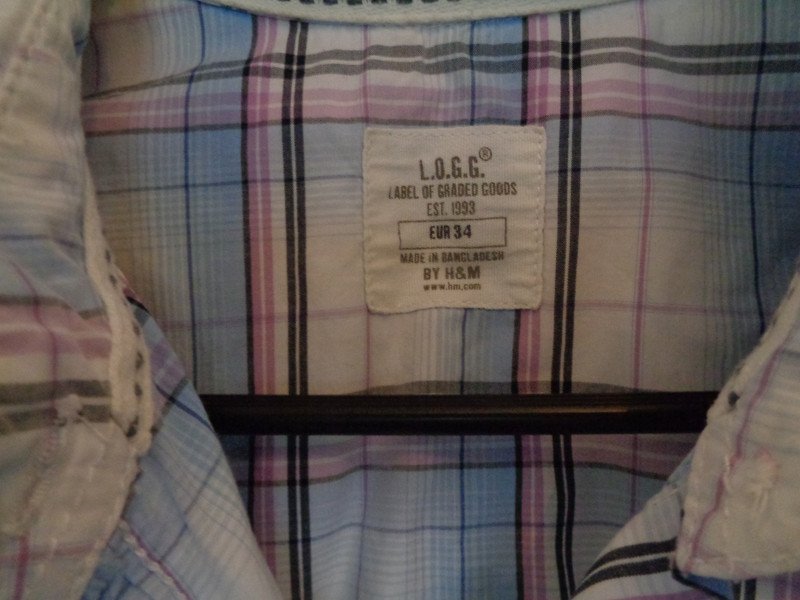 L.O.G.G.®
LABEL OF GRADED GOODS
EST. 1993
EUR 34
MADE IN BANGLADESH
BY H&M
www.hm.com